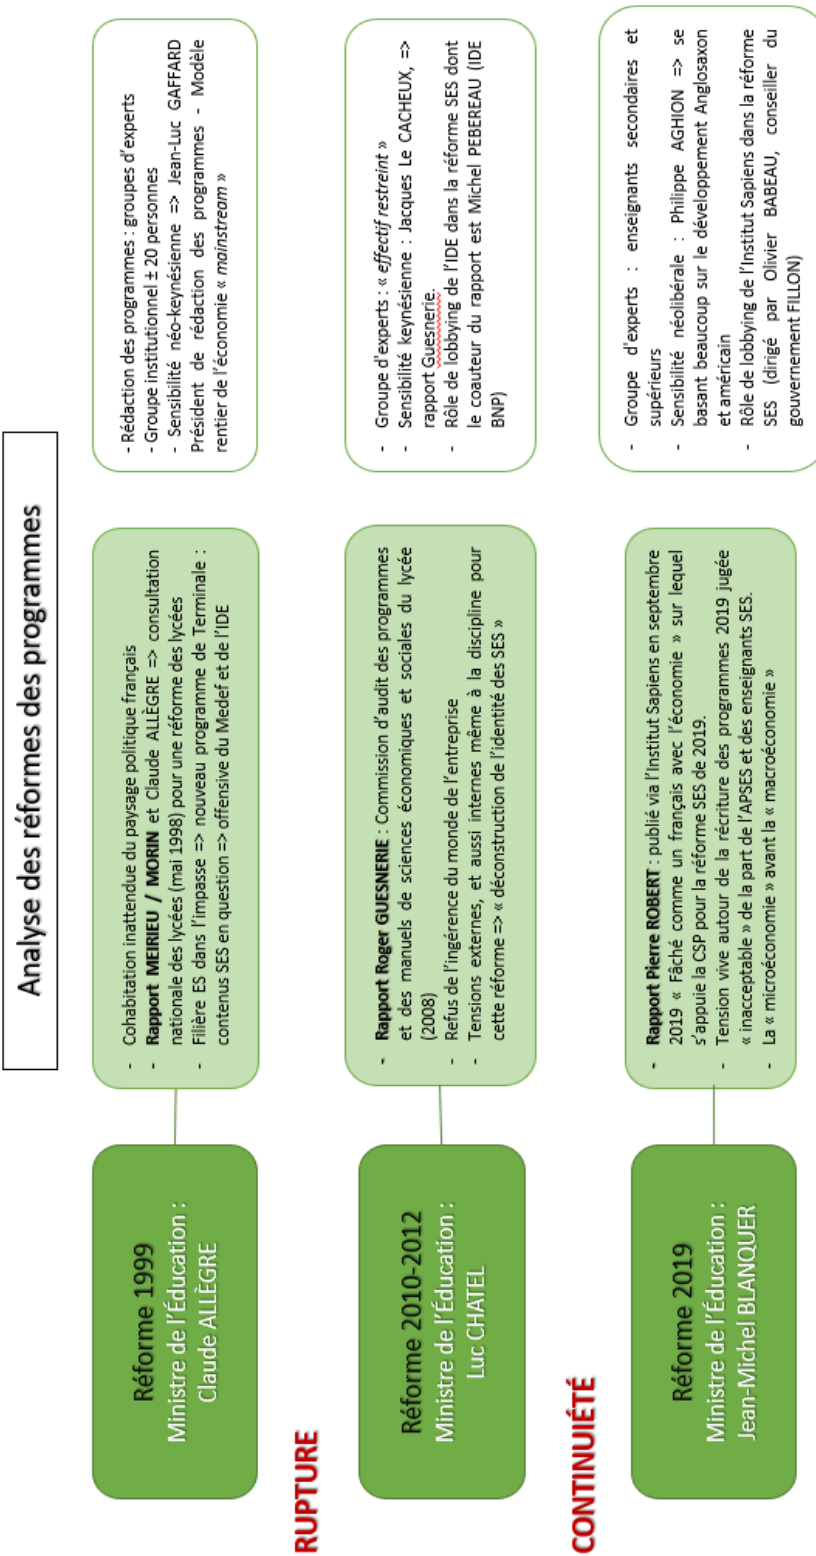 Analyse des réformes des programmes
Réforme 1999
Ministre de l'Éducation :
Claude ALLÈGRE
- Cohabitation inattendue du paysage politique français
- Rapport MEIRIEU / MORIN et Claude ALLÈGRE => consultation
nationale des lycées (mai 1998) pour une réforme des lycées
- Filière ES dans l'impasse => nouveau programme de Terminale :
contenus SES en question => offensive du Medef et de l'IDE
- Rédaction des programmes : groupes d'experts
- Groupe institutionnel ± 20 personnes
- Sensibilité néo-keynésienne => Jean-Luc GAFFARD
Président de rédaction des programmes - Modèle
rentier de l'économie « mainstream »
RUPTURE
Réforme 2010-2012
Ministre de l'Éducation :
Luc CHATEL
- Rapport Roger GUESNERIE : Commission d'audit des programmes
et des manuels de sciences économiques et sociales du lycée
(2008)
- Refus de l'ingérence du monde de l'entreprise
- Tensions externes, et aussi internes même à la discipline pour
cette réforme => « déconstruction de l'identité des SES »
- Groupe d'experts : « effectif restreint »
- Sensibilité keynésienne : Jacques Le CACHEUX, =>
rapport Guesnerie.
- Rôle de lobbying de l'IDE dans la réforme SES dont
le coauteur du rapport est Michel PEBEREAU (IDE
BNP)
CONTINUIÉTÉ
Réforme 2019
Ministre de l'Éducation :
Jean-Michel BLANQUER
- Rapport Pierre ROBERT : publié via l'Institut Sapiens en septembre
2019 « Fâché comme un français avec l'économie » sur lequel
s'appuie la CSP pour la réforme SES de 2019.
- Tension vive autour de la récriture des programmes 2019 jugée
« inacceptable » de la part de l'APSES et des enseignants SES.
- La « microéconomie » avant la « macroéconomie »
- Groupe d'experts : enseignants secondaires et
supérieurs
- Sensibilité néolibérale : Philippe AGHION => se
basant beaucoup sur le développement Anglosaxon
et américain
- Rôle de lobbying de l'Institut Sapiens dans la réforme
SES (dirigé par Olivier BABEAU, conseiller du
gouvernement FILLON)